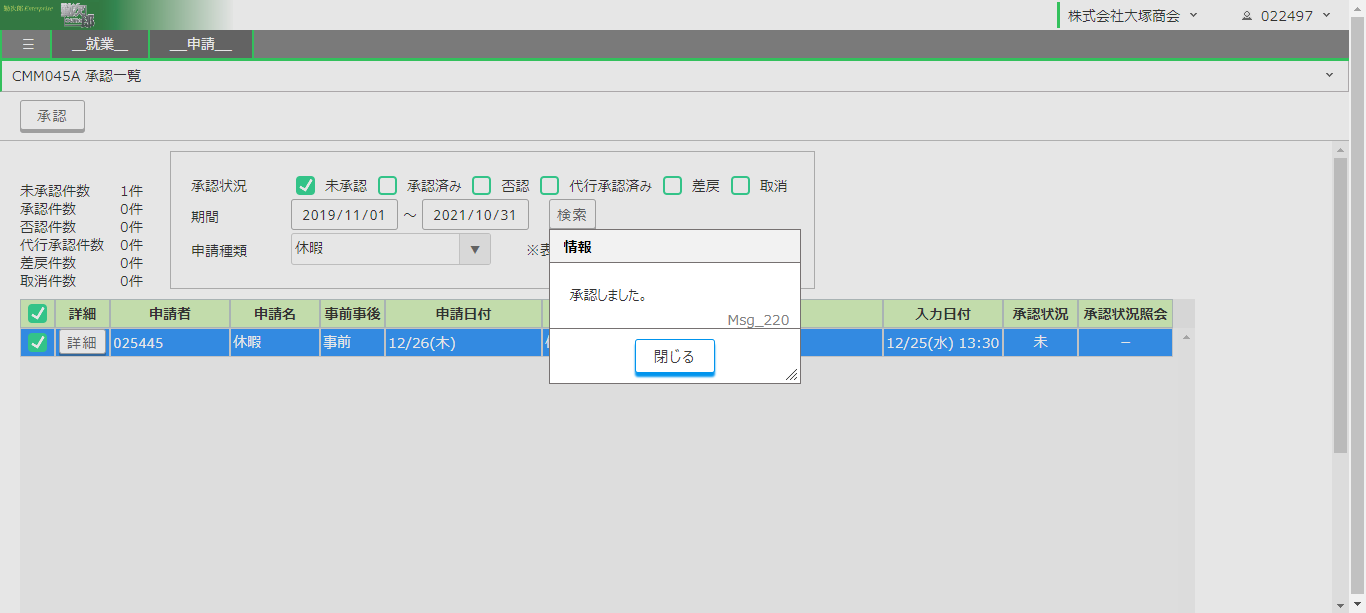 勤次郎 Enterprise
株式会社大塚商会
022497
☰ __就業__ __申請__
CMM045A 承認一覧
承認
未承認件数 1件
承認件数 0件
否認件数 0件
代行承認件数 0件
差戻件数 0件
取消件数 0件
承認状況 未承認 承認済み 否認 代行承認済み 差戻 取消
期間 2019/11/01 ～ 2021/10/31 検索
申請種類 休暇 ▼ ※表
情報
承認しました。
Msg_220
閉じる
詳細 申請者 申請名 事前事後 申請日付 入力日付 承認状況 承認状況照会
詳細 025445 休暇 事前 12/26(木) 12/25(水) 13:30 未 －